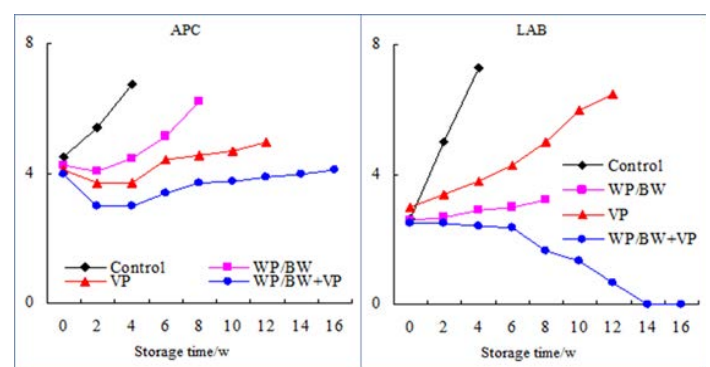 APC
8
4
0
Control
WP/BW
VP
WP/BW+VP
0 2 4 6 8 10 12 14 16
Storage time/w
LAB
8
4
0
Control
WP/BW
VP
WP/BW+VP
0 2 4 6 8 10 12 14 16
Storage time/w